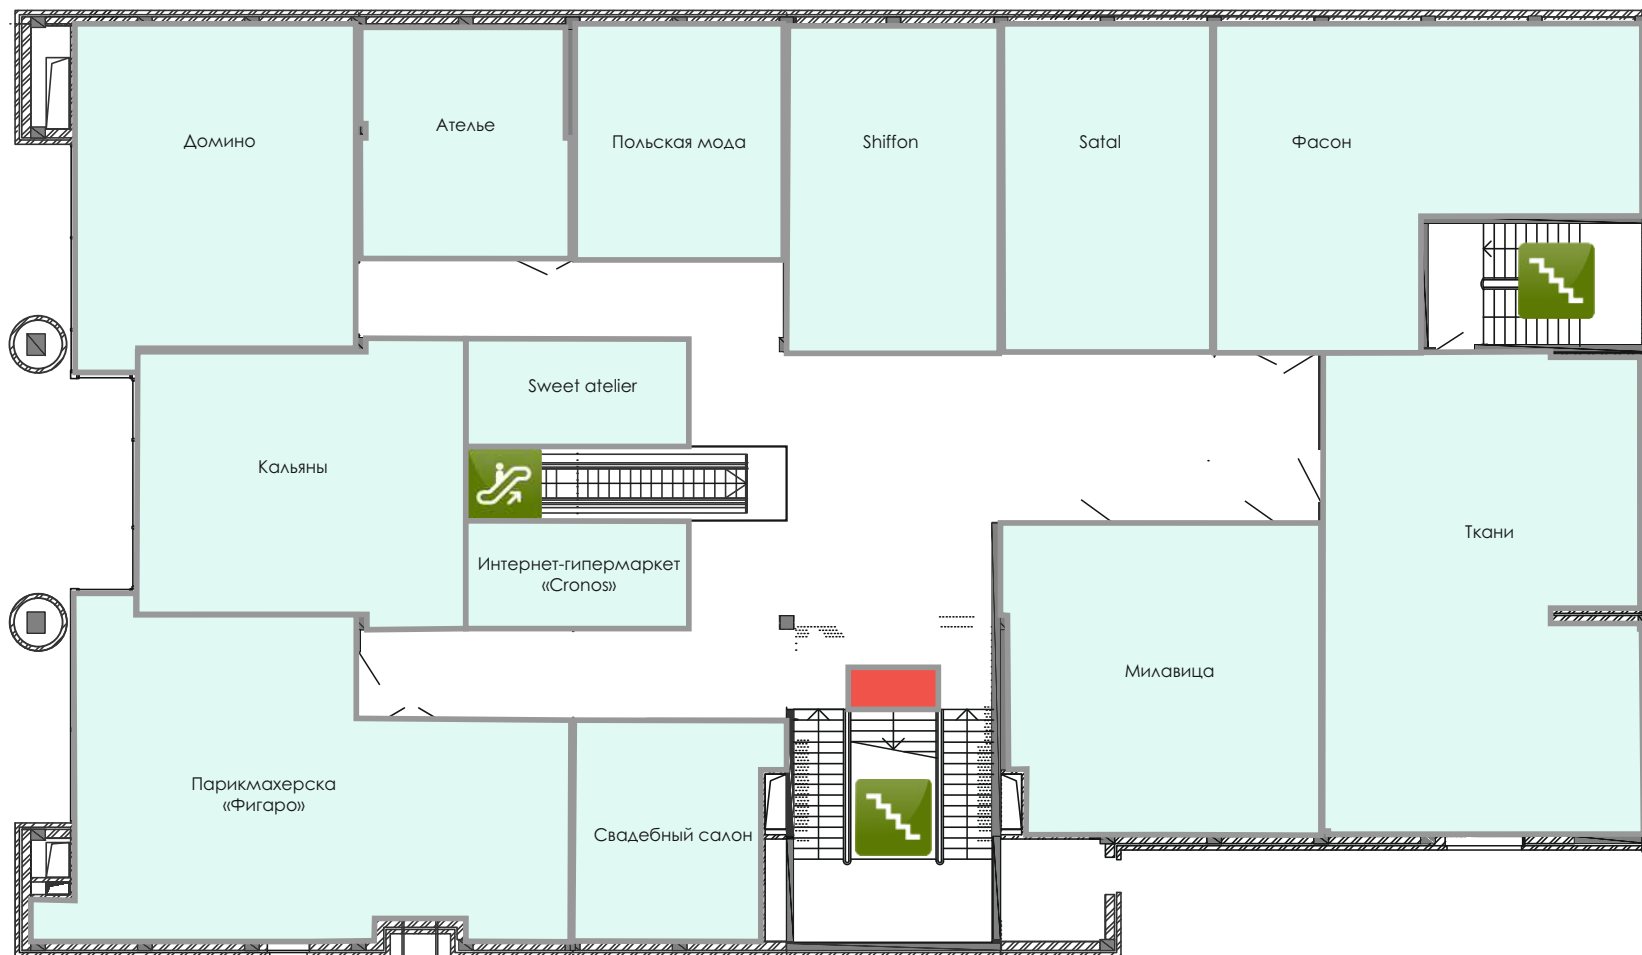 Домино
Ателье
Польская мода
Shiffon
Satal
Фасон
Sweet atelier
Кальяны
Интернет-гипермаркет
«Cronos»
Ткани
Милавица
Парикмахерска
«Фигаро»
Свадебный салон